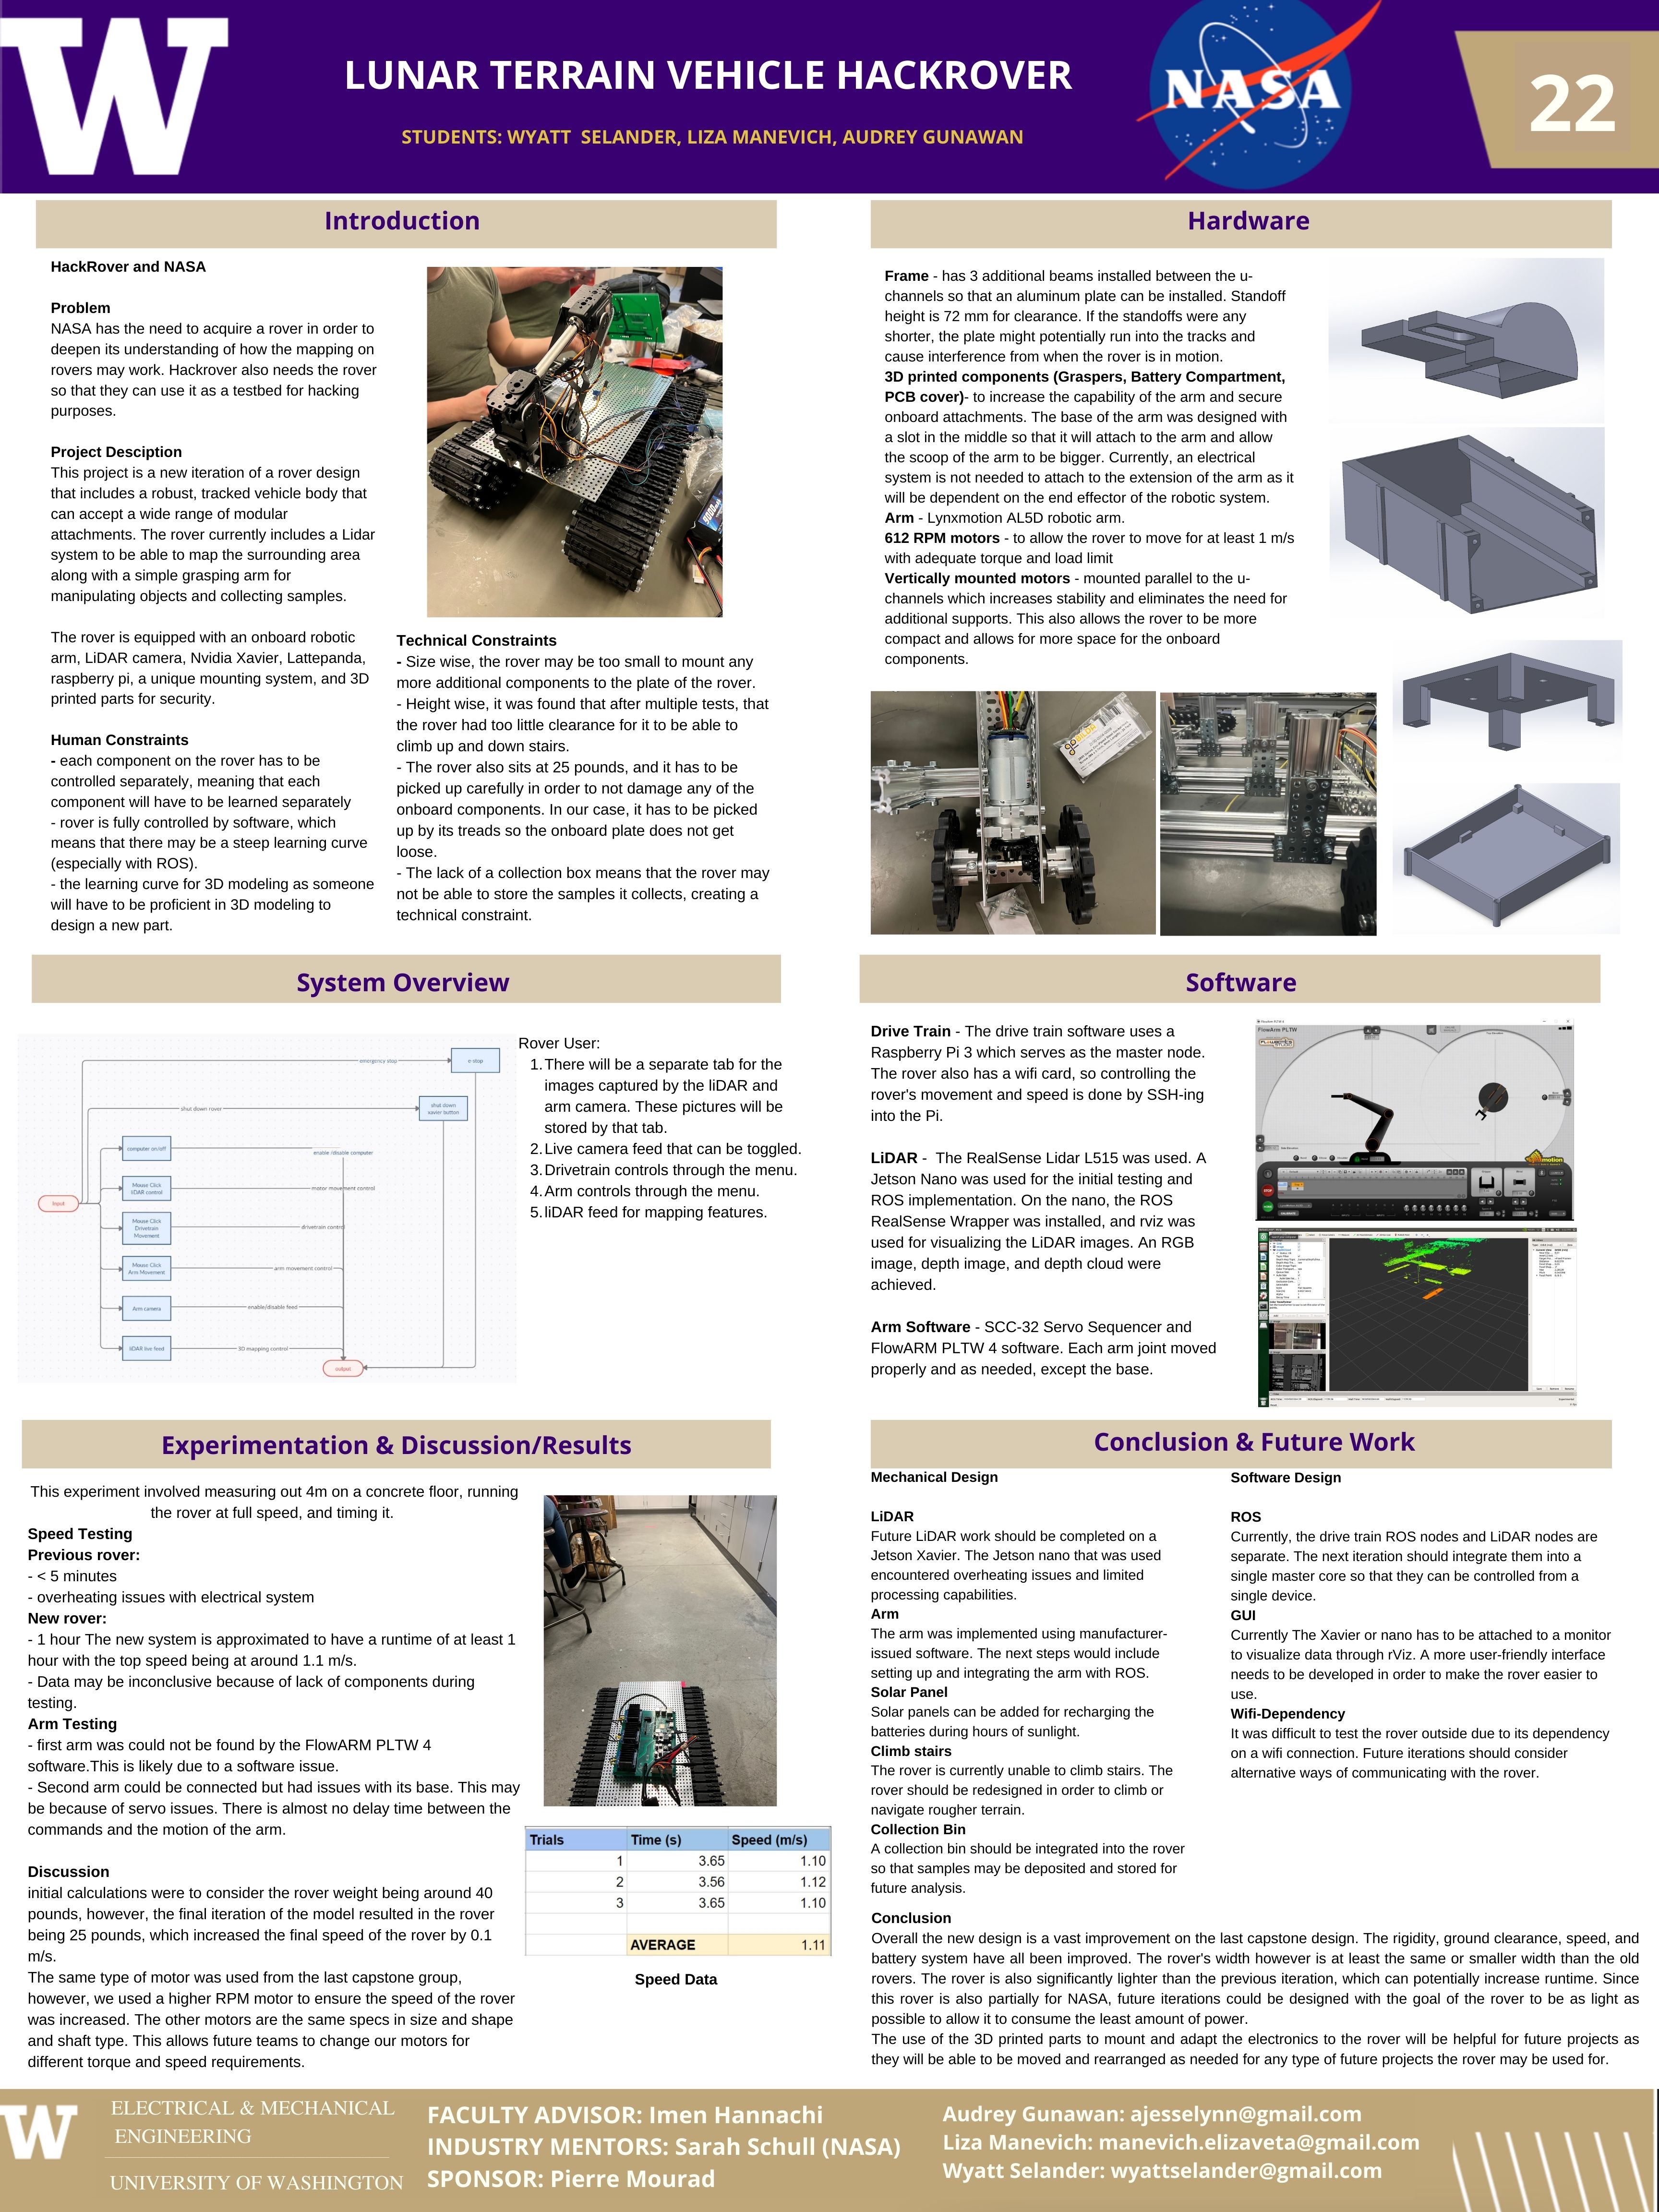 W
LUNAR TERRAIN VEHICLE HACKROVER
STUDENTS: WYATT SELANDER, LIZA MANEVICH, AUDREY GUNAWAN
NASA
22
Introduction
HackRover and NASA
Problem
NASA has the need to acquire a rover in order to
deepen its understanding of how the mapping on
rovers may work. Hackrover also needs the rover
so that they can use it as a testbed for hacking
purposes.
Project Desciption
This project is a new iteration of a rover design
that includes a robust, tracked vehicle body that
can accept a wide range of modular
attachments. The rover currently includes a Lidar
system to be able to map the surrounding area
along with a simple grasping arm for
manipulating objects and collecting samples.
The rover is equipped with an onboard robotic
arm, LiDAR camera, Nvidia Xavier, Lattepanda,
raspberry pi, a unique mounting system, and 3D
printed parts for security.
Human Constraints
- each component on the rover has to be
controlled separately, meaning that each
component will have to be learned separately
- rover is fully controlled by software, which
means that there may be a steep learning curve
(especially with ROS).
- the learning curve for 3D modeling as someone
will have to be proficient in 3D modeling to
design a new part.
Technical Constraints
- Size wise, the rover may be too small to mount any
more additional components to the plate of the rover.
- Height wise, it was found that after multiple tests, that
the rover had too little clearance for it to be able to
climb up and down stairs.
- The rover also sits at 25 pounds, and it has to be
picked up carefully in order to not damage any of the
onboard components. In our case, it has to be picked
up by its treads so the onboard plate does not get
loose.
- The lack of a collection box means that the rover may
not be able to store the samples it collects, creating a
technical constraint.
Hardware
Frame - has 3 additional beams installed between the u-
channels so that an aluminum plate can be installed. Standoff
height is 72 mm for clearance. If the standoffs were any
shorter, the plate might potentially run into the tracks and
cause interference from when the rover is in motion.
3D printed components (Graspers, Battery Compartment,
PCB cover)- to increase the capability of the arm and secure
onboard attachments. The base of the arm was designed with
a slot in the middle so that it will attach to the arm and allow
the scoop of the arm to be bigger. Currently, an electrical
system is not needed to attach to the extension of the arm as it
will be dependent on the end effector of the robotic system.
Arm - Lynxmotion AL5D robotic arm.
612 RPM motors - to allow the rover to move for at least 1 m/s
with adequate torque and load limit
Vertically mounted motors - mounted parallel to the u-
channels which increases stability and eliminates the need for
additional supports. This also allows the rover to be more
compact and allows for more space for the onboard
components.
System Overview
emergency stop
e-stop
shut down rover
shut down
xavier button
computer on/off
enable /disable computer
Mouse Click
liDAR control
motor movement control
Input
Mouse Click
Drivetrain
Movement
drivetrain control
Mouse Click
Arm Movement
arm movement control
Arm camera
enable/disable feed
liDAR live feed
3D mapping control
output
Rover User:
1. There will be a separate tab for the
images captured by the liDAR and
arm camera. These pictures will be
stored by that tab.
2. Live camera feed that can be toggled.
3. Drivetrain controls through the menu.
4. Arm controls through the menu.
5. liDAR feed for mapping features.
Software
Drive Train - The drive train software uses a
Raspberry Pi 3 which serves as the master node.
The rover also has a wifi card, so controlling the
rover's movement and speed is done by SSH-ing
into the Pi.
LiDAR - The RealSense Lidar L515 was used. A
Jetson Nano was used for the initial testing and
ROS implementation. On the nano, the ROS
RealSense Wrapper was installed, and rviz was
used for visualizing the LiDAR images. An RGB
image, depth image, and depth cloud were
achieved.
Arm Software - SCC-32 Servo Sequencer and
FlowARM PLTW 4 software. Each arm joint moved
properly and as needed, except the base.
FlowArm PLTW
Experimentation & Discussion/Results
This experiment involved measuring out 4m on a concrete floor, running
the rover at full speed, and timing it.
Speed Testing
Previous rover:
- < 5 minutes
- overheating issues with electrical system
New rover:
- 1 hour The new system is approximated to have a runtime of at least 1
hour with the top speed being at around 1.1 m/s.
- Data may be inconclusive because of lack of components during
testing.
Arm Testing
- first arm was could not be found by the FlowARM PLTW 4
software.This is likely due to a software issue.
- Second arm could be connected but had issues with its base. This may
be because of servo issues. There is almost no delay time between the
commands and the motion of the arm.
Discussion
initial calculations were to consider the rover weight being around 40
pounds, however, the final iteration of the model resulted in the rover
being 25 pounds, which increased the final speed of the rover by 0.1
m/s.
The same type of motor was used from the last capstone group,
however, we used a higher RPM motor to ensure the speed of the rover
was increased. The other motors are the same specs in size and shape
and shaft type. This allows future teams to change our motors for
different torque and speed requirements.
Trials Time (s) Speed (m/s)
1 3.65 1.10
2 3.56 1.12
3 3.65 1.10
AVERAGE 1.11
Speed Data
Conclusion & Future Work
Mechanical Design
LiDAR
Future LiDAR work should be completed on a
Jetson Xavier. The Jetson nano that was used
encountered overheating issues and limited
processing capabilities.
Arm
The arm was implemented using manufacturer-
issued software. The next steps would include
setting up and integrating the arm with ROS.
Solar Panel
Solar panels can be added for recharging the
batteries during hours of sunlight.
Climb stairs
The rover is currently unable to climb stairs. The
rover should be redesigned in order to climb or
navigate rougher terrain.
Collection Bin
A collection bin should be integrated into the rover
so that samples may be deposited and stored for
future analysis.
Software Design
ROS
Currently, the drive train ROS nodes and LiDAR nodes are
separate. The next iteration should integrate them into a
single master core so that they can be controlled from a
single device.
GUI
Currently The Xavier or nano has to be attached to a monitor
to visualize data through rViz. A more user-friendly interface
needs to be developed in order to make the rover easier to
use.
Wifi-Dependency
It was difficult to test the rover outside due to its dependency
on a wifi connection. Future iterations should consider
alternative ways of communicating with the rover.
Conclusion
Overall the new design is a vast improvement on the last capstone design. The rigidity, ground clearance, speed, and
battery system have all been improved. The rover's width however is at least the same or smaller width than the old
rovers. The rover is also significantly lighter than the previous iteration, which can potentially increase runtime. Since
this rover is also partially for NASA, future iterations could be designed with the goal of the rover to be as light as
possible to allow it to consume the least amount of power.
The use of the 3D printed parts to mount and adapt the electronics to the rover will be helpful for future projects as
they will be able to be moved and rearranged as needed for any type of future projects the rover may be used for.
W
ELECTRICAL & MECHANICAL
ENGINEERING
UNIVERSITY OF WASHINGTON
FACULTY ADVISOR: Imen Hannachi
INDUSTRY MENTORS: Sarah Schull (NASA)
SPONSOR: Pierre Mourad
Audrey Gunawan: ajesselynn@gmail.com
Liza Manevich: manevich.elizaveta@gmail.com
Wyatt Selander: wyattselander@gmail.com